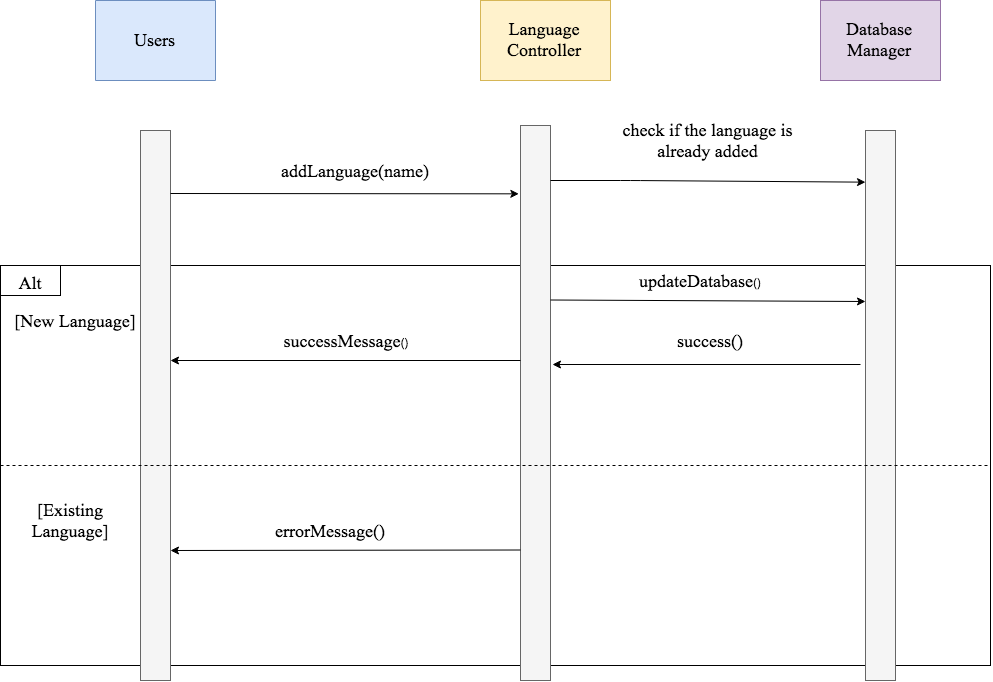 Users
Language
Controller
Database
Manager
check if the language is
already added
addLanguage(name)
Alt
updateDatabase()
[New Language]
successMessage()
success()
[Existing
Language]
errorMessage()